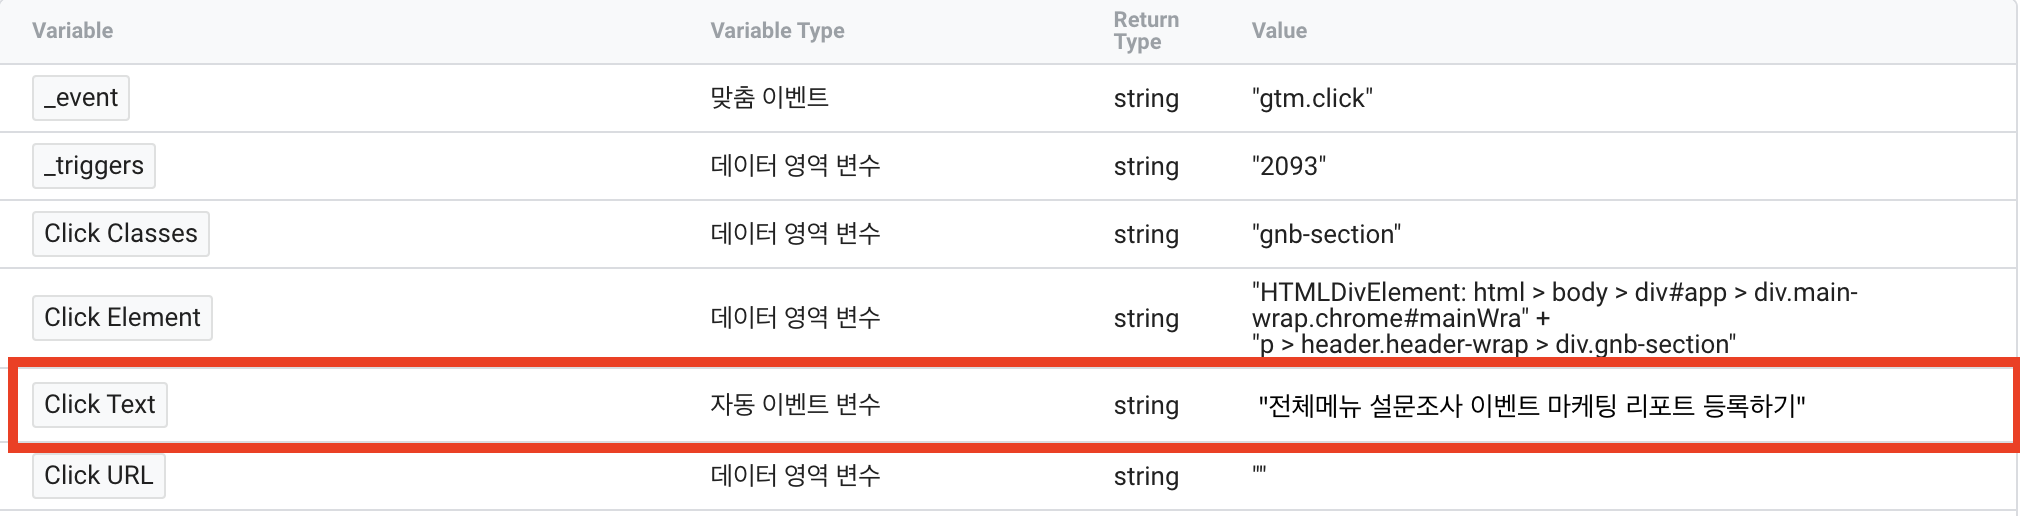 Variable Variable Type Return Type Value
_event 맞춤 이벤트 string "gtm.click"
_triggers 데이터 영역 변수 string "2093"
Click Classes 데이터 영역 변수 string "gnb-section"
Click Element 데이터 영역 변수 string "HTMLDivElement: html > body > div#app > div.main-
wrap.chrome#mainWra" +
"p > header.header-wrap > div.gnb-section"
Click Text 자동 이벤트 변수 string "전체메뉴 설문조사 이벤트 마케팅 리포트 등록하기"
Click URL 데이터 영역 변수 string ""